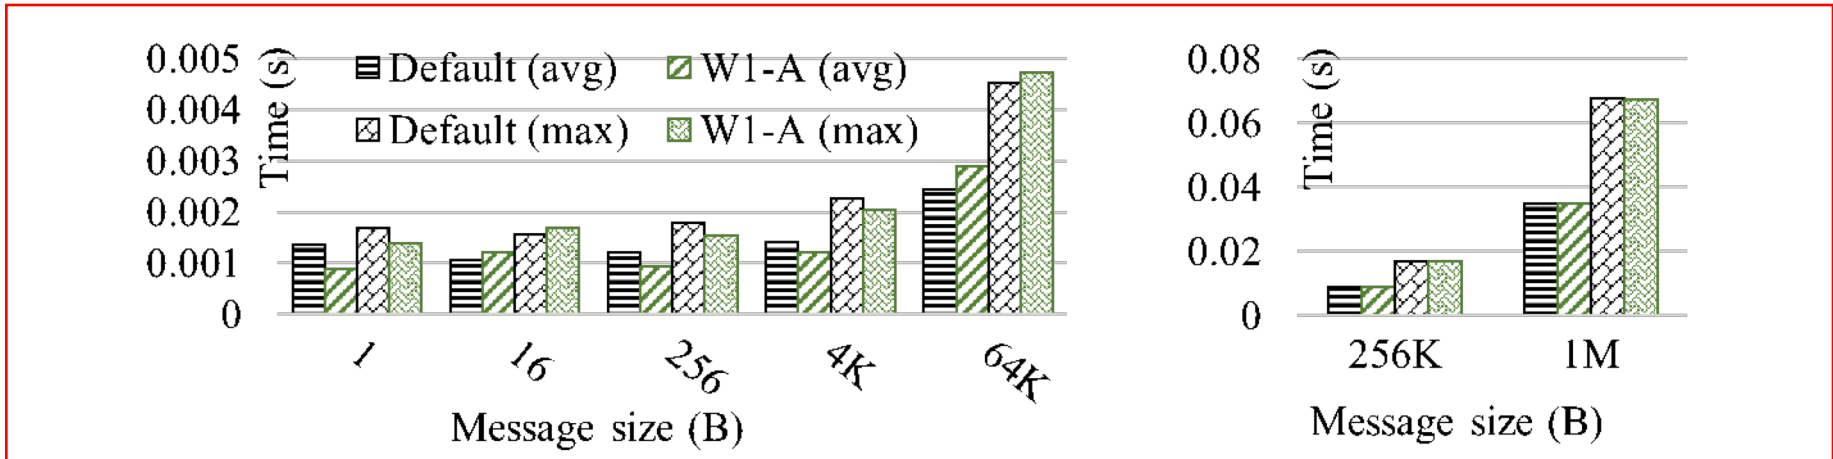 0.005
0.004
0.003
0.002
0.001
0
Time (s)
Default (avg)
W1-A (avg)
Default (max)
W1-A (max)
1
16
256
4K
64K
Message size (B)
0.08
0.06
0.04
0.02
0
Time (s)
256K
1M
Message size (B)